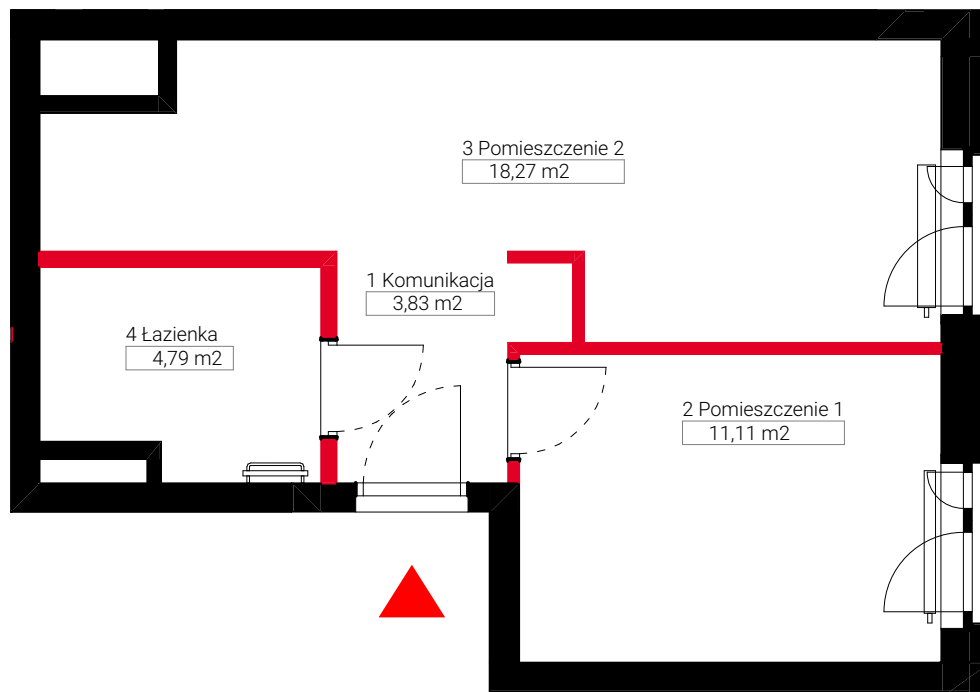 3 Pomieszczenie 2
18,27 m2
1 Komunikacja
3,83 m2
4 Łazienka
4,79 m2
2 Pomieszczenie 1
11,11 m2